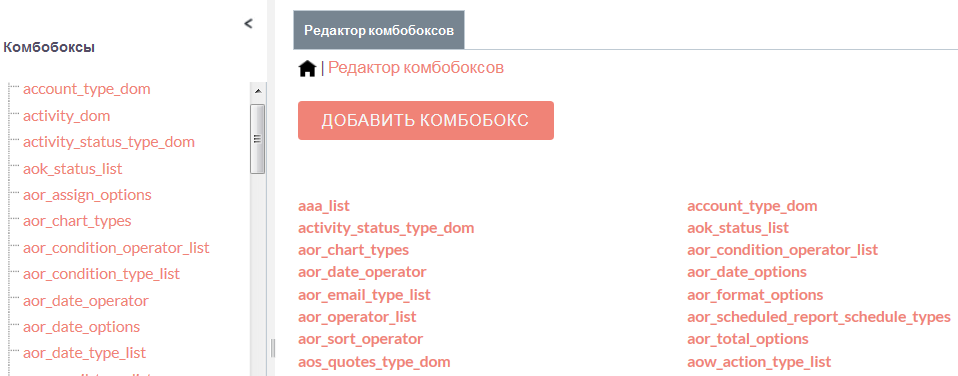 Комбобоксы
account_type_dom
activity_dom
activity_status_type_dom
aok_status_list
aor_assign_options
aor_chart_types
aor_condition_operator_list
aor_condition_type_list
aor_date_operator
aor_date_options
aor_date_type_list
Редактор комбобоксов
| Редактор комбобоксов
ДОБАВИТЬ КОМБОБОКС
aaa_list account_type_dom
activity_status_type_dom aok_status_list
aor_chart_types aor_condition_operator_list
aor_date_operator aor_date_options
aor_email_type_list aor_format_options
aor_operator_list aor_scheduled_report_schedule_types
aor_sort_operator aor_total_options
aos_quotes_type_dom aow_action_type_list